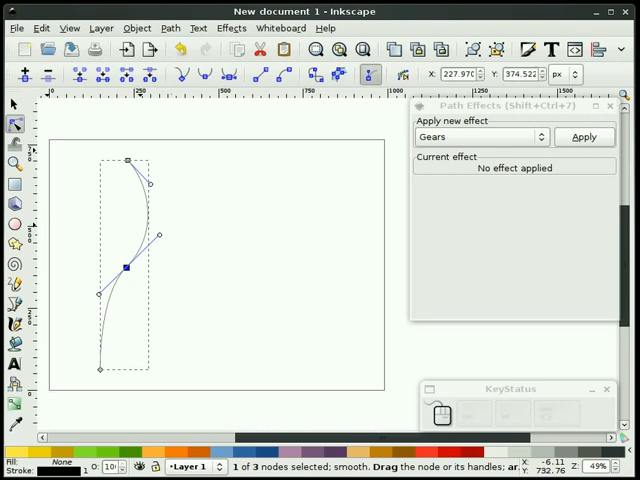 New document 1 - Inkscape
File Edit View Layer Object Path Text Effects Whiteboard Help
X: 227.970 Y: 374.522 px
Path Effects (Shift+Ctrl+7)
Apply new effect
Gears Apply
Current effect
No effect applied
KeyStatus
Fill: None
Stroke: 1 O: 10
Layer 1
1 of 3 nodes selected; smooth. Drag the node or its handles; ar
X: -6.11
Y: 732.76
Z: 49%